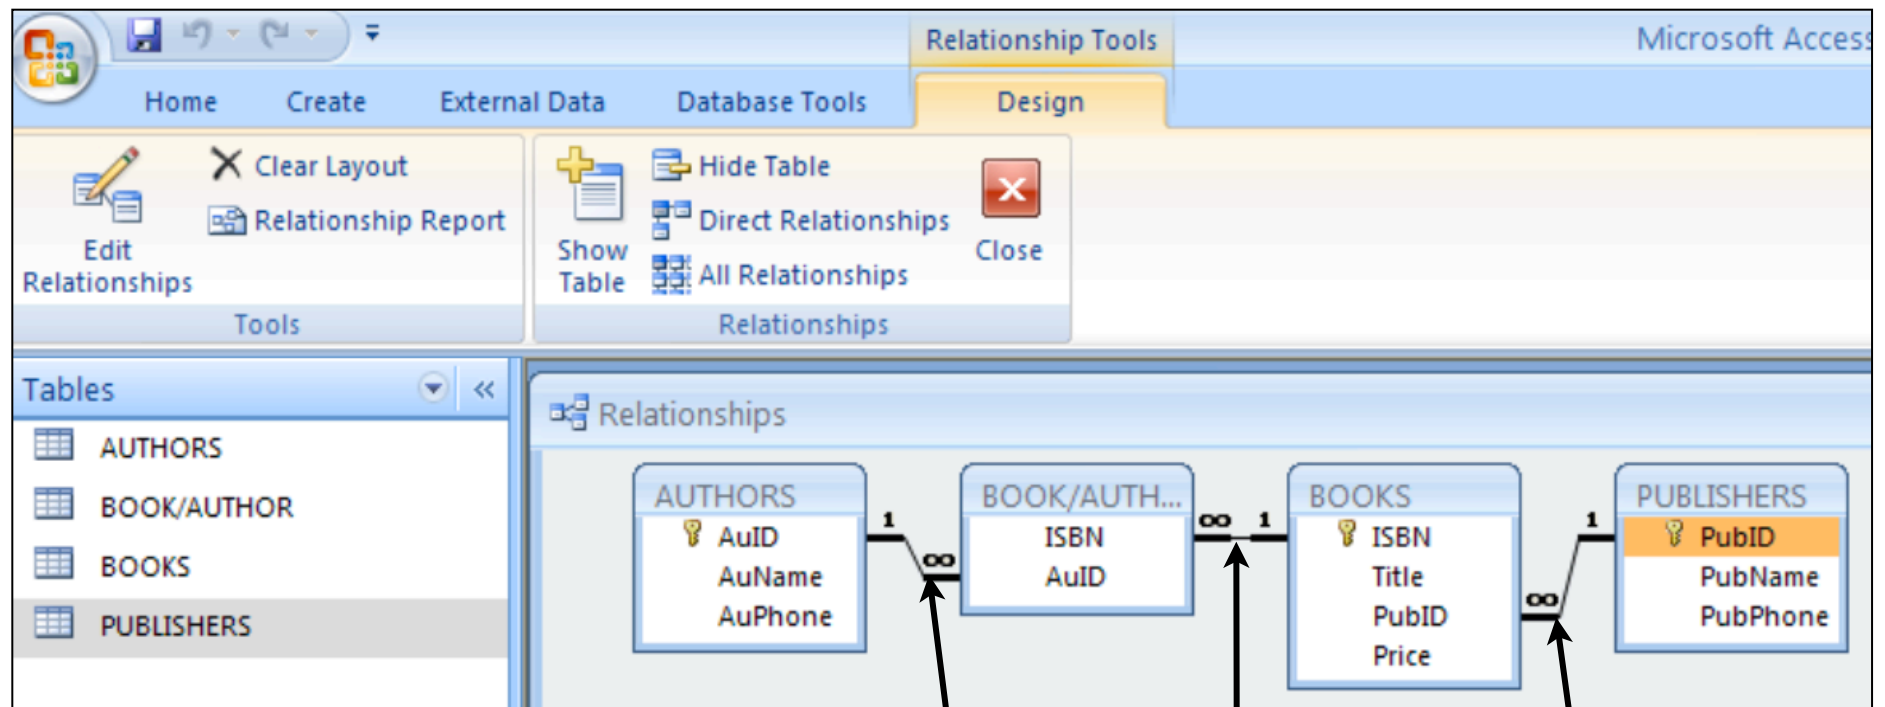 Relationship Tools
Microsoft Access
Home Create External Data Database Tools Design
Clear Layout
Relationship Report
Edit
Relationships
Tools
Show
Table
Hide Table
Direct Relationships
All Relationships
Close
Relationships
Tables
AUTHORS
BOOK/AUTHOR
BOOKS
PUBLISHERS
Relationships
AUTHORS
AuID
AuName
AuPhone
1
∞
BOOK/AUTH...
ISBN
AuID
∞ 1
BOOKS
ISBN
Title
PubID
Price
1
∞
PUBLISHERS
PubID
PubName
PubPhone